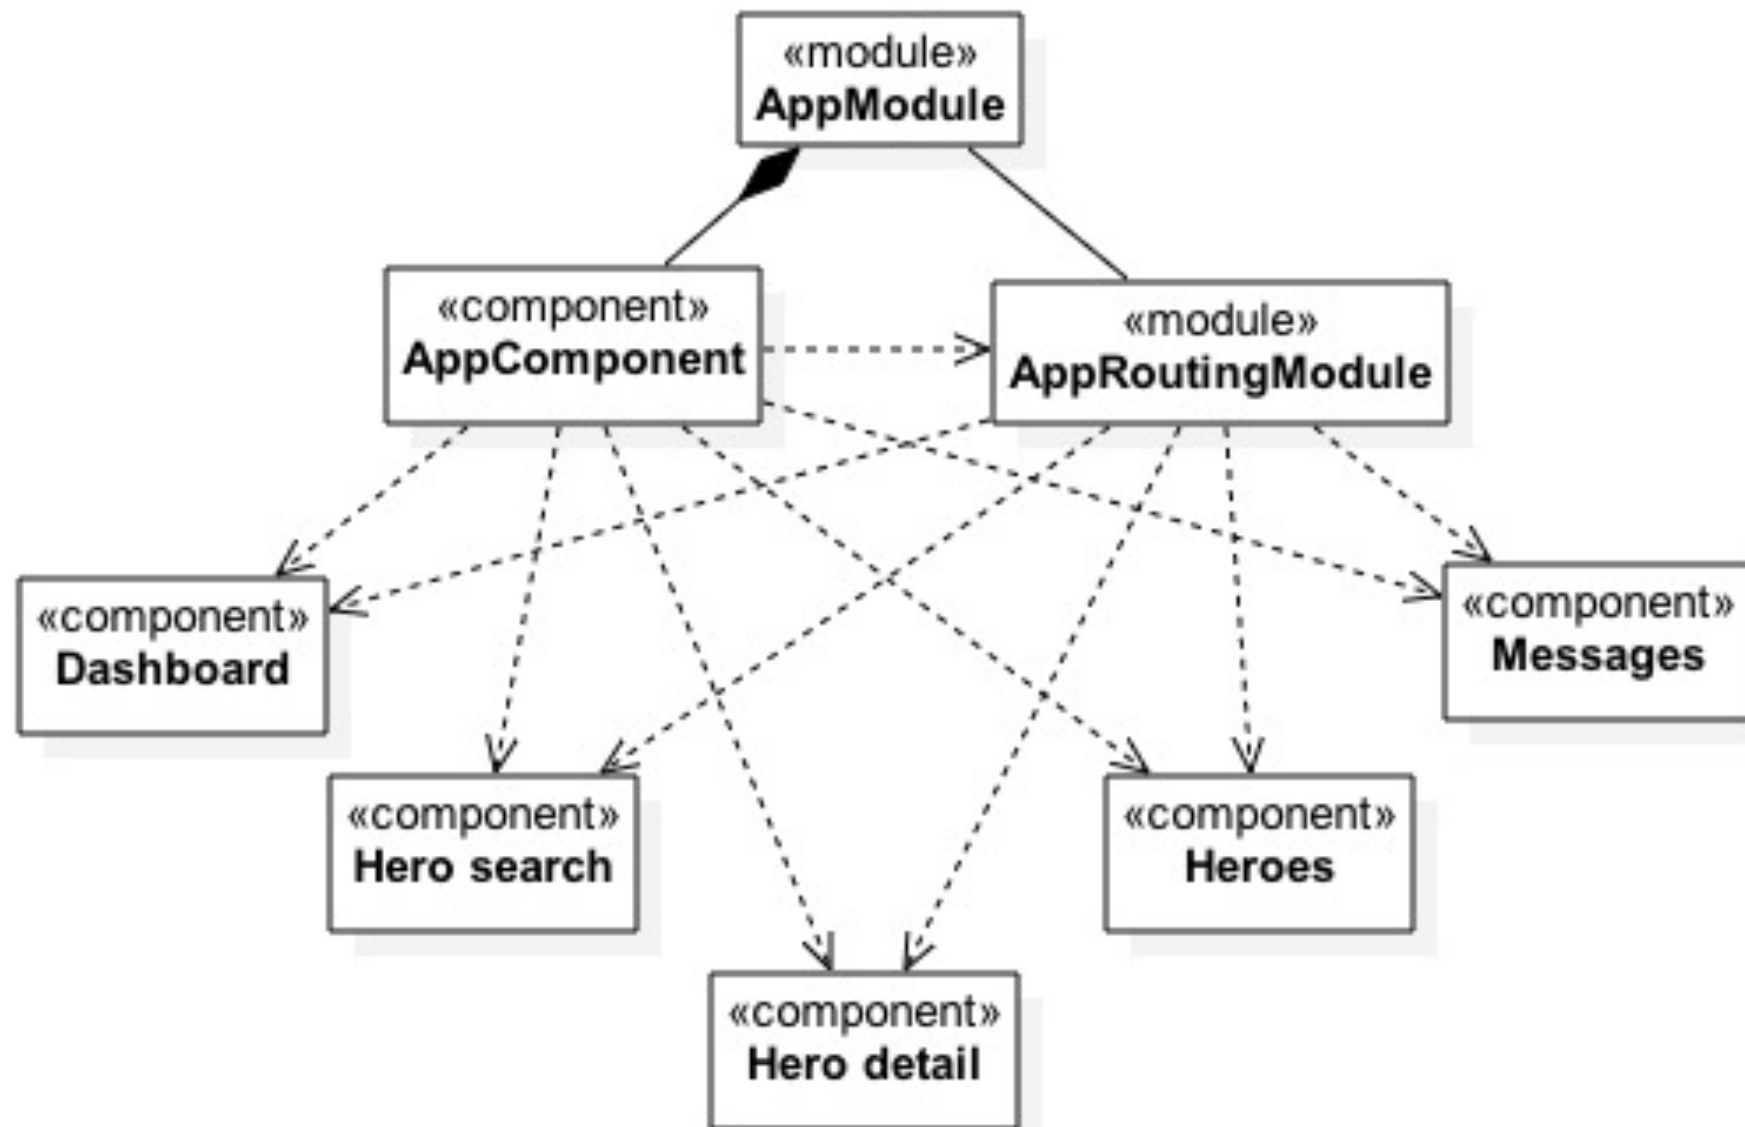 «module»
AppModule
«component»
AppComponent
«module»
AppRoutingModule
«component»
Dashboard
«component»
Messages
«component»
Hero search
«component»
Heroes
«component»
Hero detail